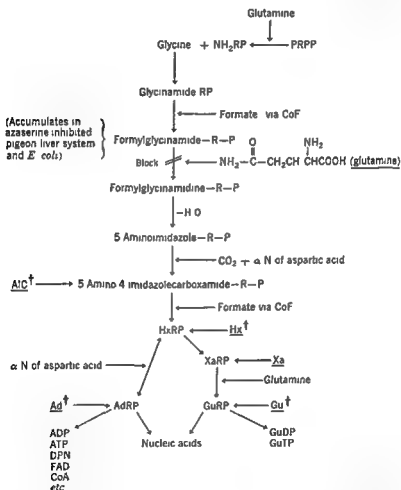 Glutamine
Glycine + NH₂RP PRPP
Glycinamide RP
Formate via CoF
(Accumulates in
azaserine inhibited
pigeon liver system
and E coli)
Formylglycinamide—R—P
O NH₂
Block NH₂—C—CH₂CH—CHCOOH (glutamine)
Formylglycinamidine—R—P
—H O
5 Aminoimidazole—R—P
CO₂ + α N of aspartic acid
AIC† 5 Amino 4 imidazolecarboxamide—R—P
Formate via CoF
HxRP Hx†
XaRP Xa
α N of aspartic acid
Glutamine
Ad† AdRP GuRP Gu†
ADP
ATP
DPN
FAD
CoA
etc
Nucleic acids
GuDP
GuTP